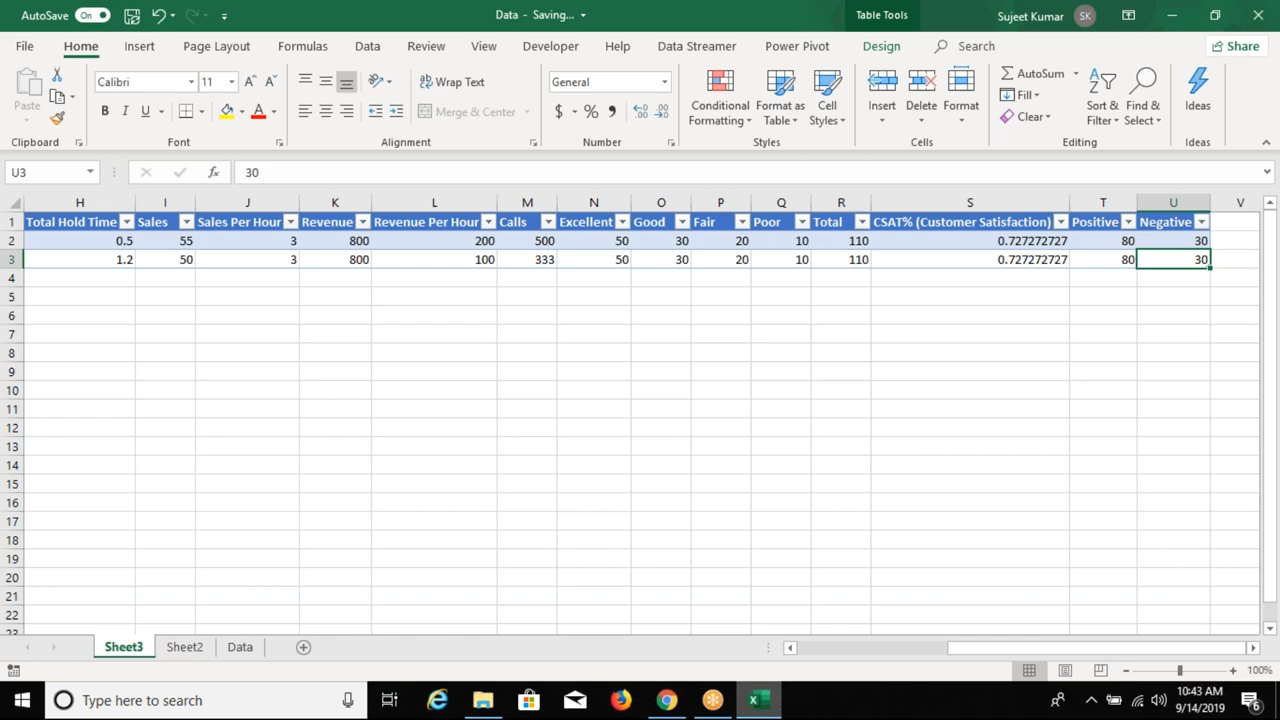 AutoSave On
Data - Saving...
Table Tools
Sujeet Kumar SK
File Home Insert Page Layout Formulas Data Review View Developer Help Data Streamer Power Pivot Design Search Share
Paste
Clipboard
Calibri 11
B I U
Font
Wrap Text
Merge & Center
Alignment
General
$ % ,
Number
Conditional Formatting
Format as Table
Cell Styles
Styles
Insert Delete Format
Cells
AutoSum
Fill
Clear
Sort & Filter
Find & Select
Editing
Ideas
Ideas
U3 fx 30
H I J K L M N O P Q R S T U V
1 Total Hold Time Sales Sales Per Hour Revenue Revenue Per Hour Calls Excellent Good Fair Poor Total CSAT% (Customer Satisfaction) Positive Negative
2 0.5 55 3 800 200 500 50 30 20 10 110 0.727272727 80 30
3 1.2 50 3 800 100 333 50 30 20 10 110 0.727272727 80 30
4
5
6
7
8
9
10
11
12
13
14
15
16
17
18
19
20
21
22
23
Sheet3 Sheet2 Data
100%
Type here to search
10:43 AM
9/14/2019
6